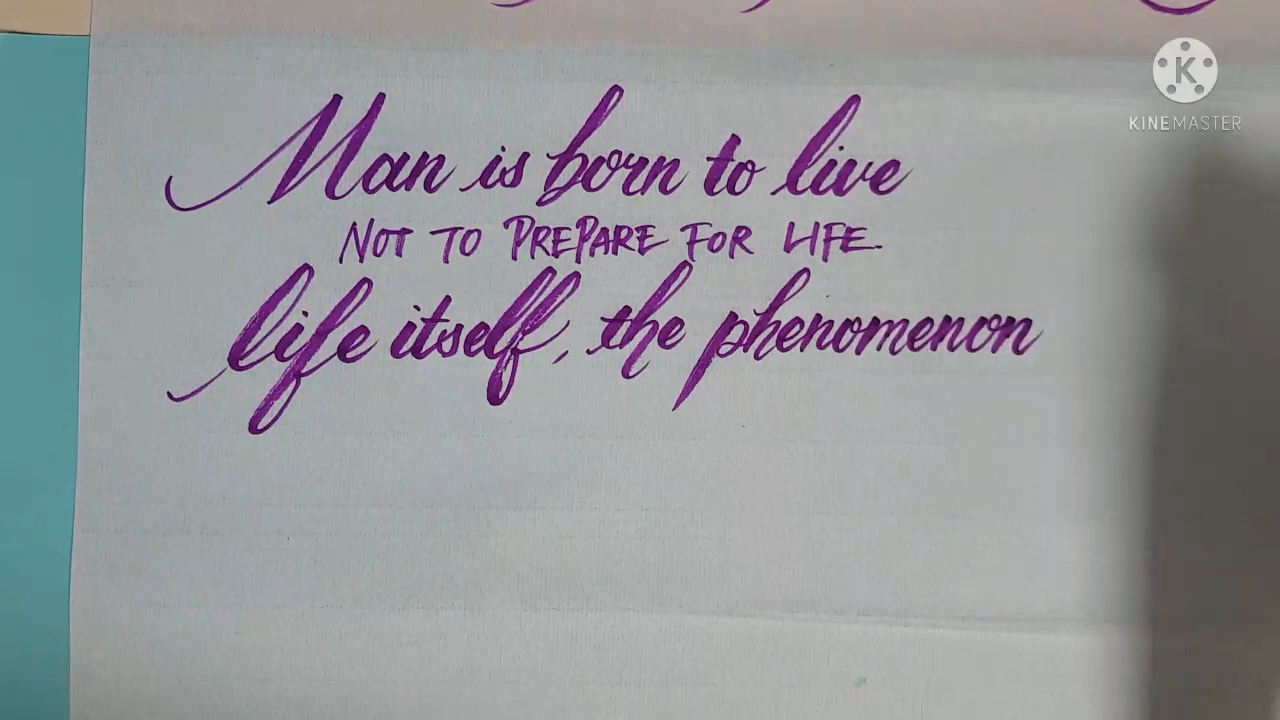 KINEMASTER
Man is born to live
NOT TO PREPARE FOR LIFE.
life itself, the phenomenon